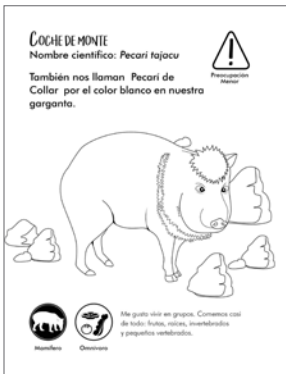 COCHE DE MONTE
Nombre científico: Pecari tajacu
Preocupación
Menor
También nos llaman Pecarí de
Collar por el color blanco en nuestra
garganta.
Me gusta vivir en grupos. Comemos casi
de todo: frutas, raíces, invertebrados
y pequeños vertebrados.
Mamífero
Omnívoro